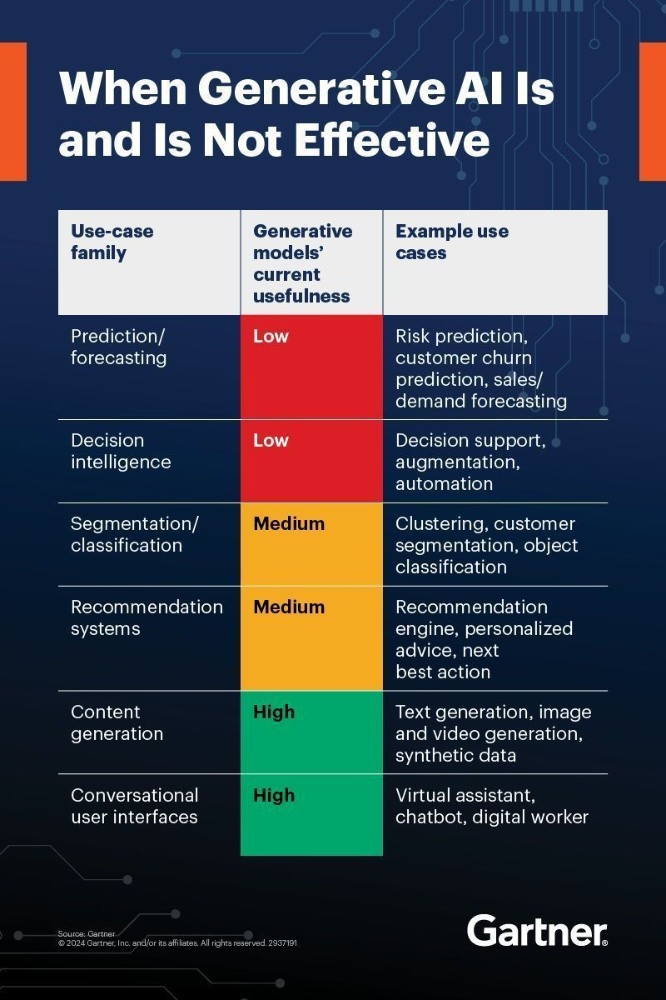 When Generative AI Is
and Is Not Effective
Use-case
family
Generative
models’
current
usefulness
Example use
cases
Prediction/
forecasting
Low
Risk prediction,
customer churn
prediction, sales/
demand forecasting
Decision
intelligence
Low
Decision support,
augmentation,
automation
Segmentation/
classification
Medium
Clustering, customer
segmentation, object
classification
Recommendation
systems
Medium
Recommendation
engine, personalized
advice, next
best action
Content
generation
High
Text generation, image
and video generation,
synthetic data
Conversational
user interfaces
High
Virtual assistant,
chatbot, digital worker
Source: Gartner
© 2024 Gartner, Inc. and/or its affiliates. All rights reserved. 2937191
Gartner®